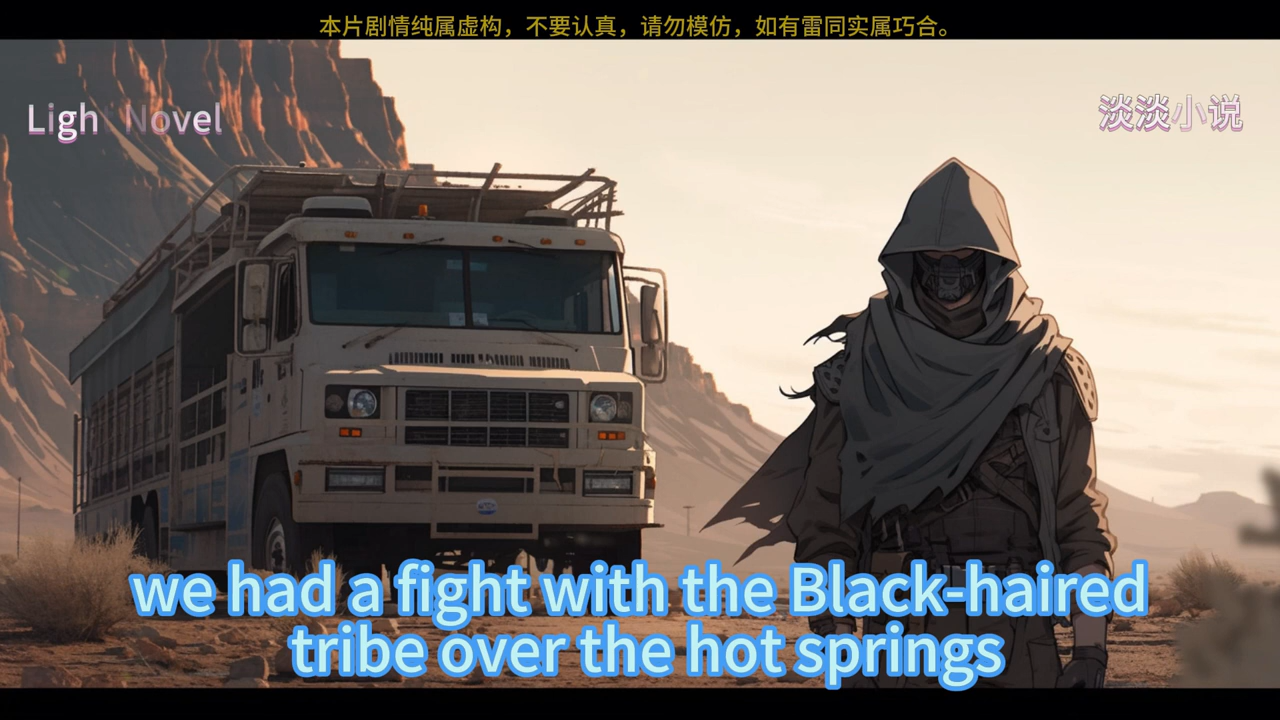 本片剧情纯属虚构，不要认真，请勿模仿，如有雷同实属巧合。
Light Novel
淡淡小说
we had a fight with the Black-haired
tribe over the hot springs